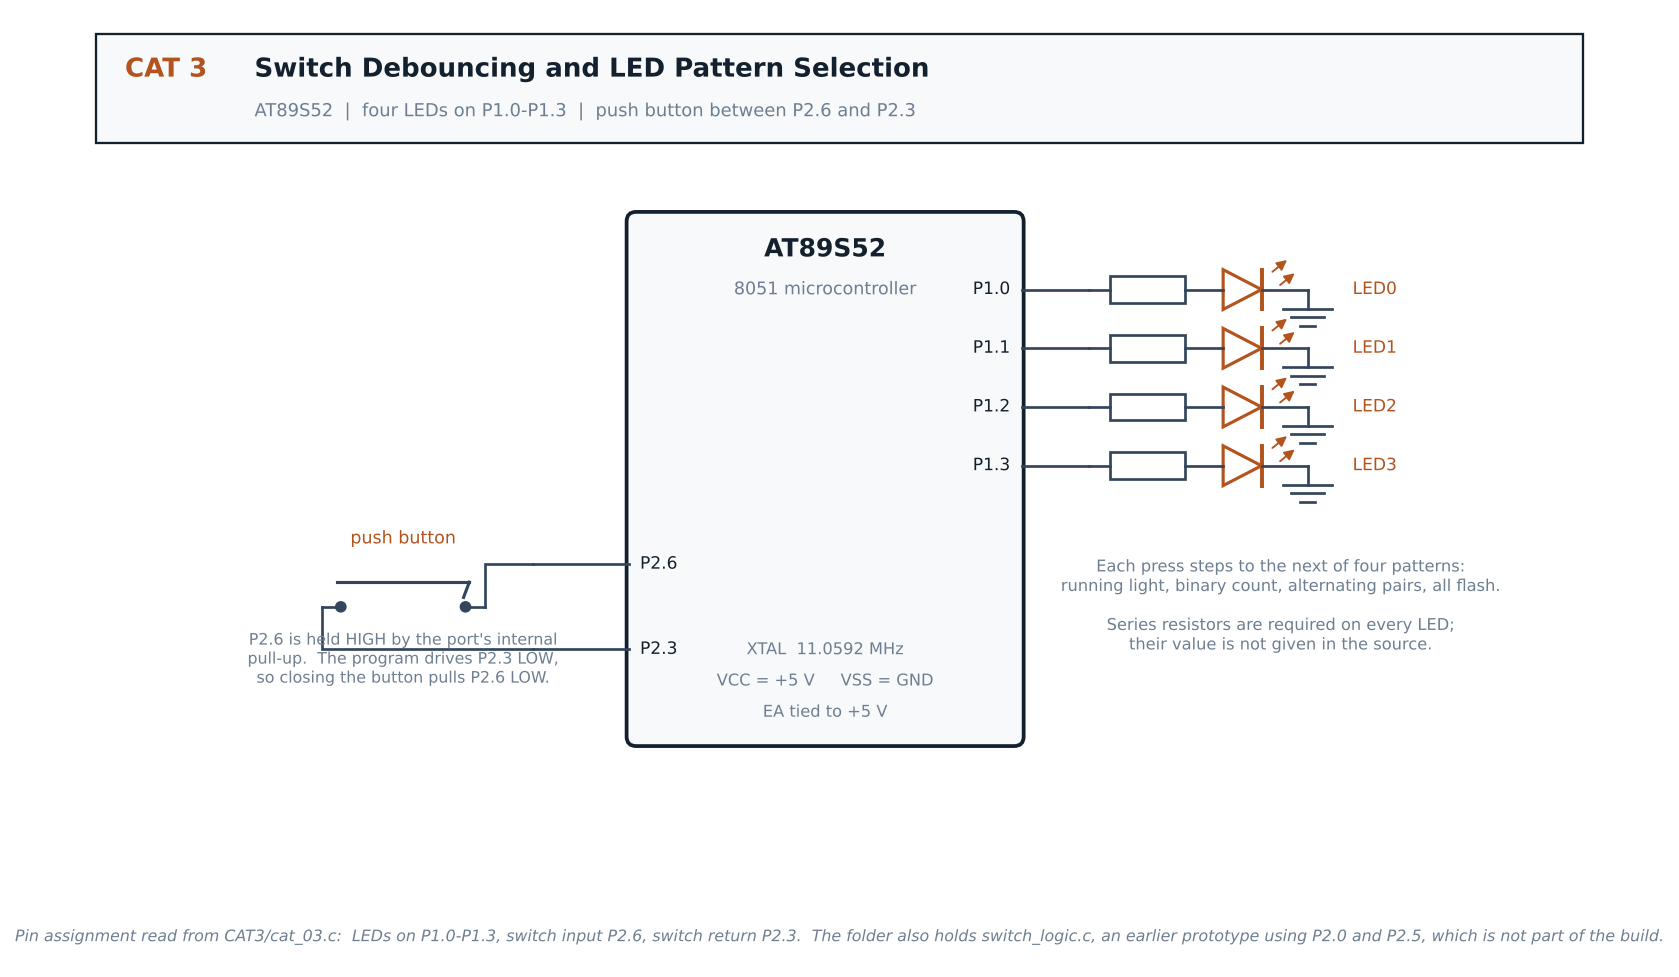 CAT 3 Switch Debouncing and LED Pattern Selection
AT89S52 | four LEDs on P1.0-P1.3 | push button between P2.6 and P2.3
AT89S52
8051 microcontroller
P1.0
LED0
P1.1
LED1
P1.2
LED2
P1.3
LED3
push button
P2.6
P2.6 is held HIGH by the port's internal
pull-up. The program drives P2.3 LOW,
so closing the button pulls P2.6 LOW.
P2.3
XTAL 11.0592 MHz
VCC = +5 V VSS = GND
EA tied to +5 V
Each press steps to the next of four patterns:
running light, binary count, alternating pairs, all flash.
Series resistors are required on every LED;
their value is not given in the source.
Pin assignment read from CAT3/cat_03.c: LEDs on P1.0-P1.3, switch input P2.6, switch return P2.3. The folder also holds switch_logic.c, an earlier prototype using P2.0 and P2.5, which is not part of the build.